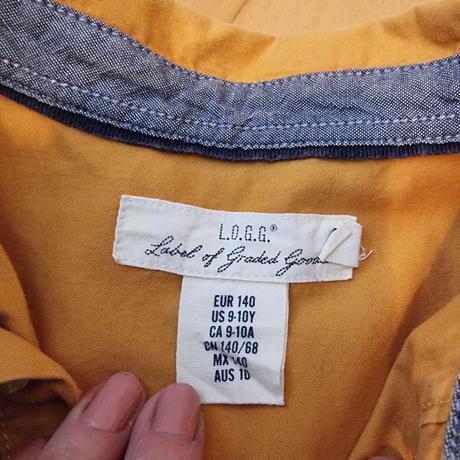 L.O.G.G.®
Label of Graded Goods
EUR 140
US 9-10Y
CA 9-10A
CN 140/68
MX 140
AUS 10